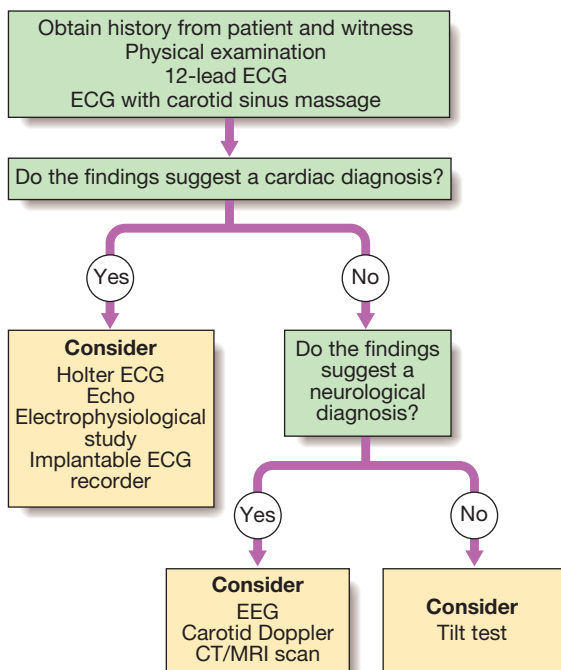 Obtain history from patient and witness
Physical examination
12-lead ECG
ECG with carotid sinus massage
Do the findings suggest a cardiac diagnosis?
Yes
No
Consider
Holter ECG
Echo
Electrophysiological
study
Implantable ECG
recorder
Do the findings
suggest a
neurological
diagnosis?
Yes
No
Consider
EEG
Carotid Doppler
CT/MRI scan
Consider
Tilt test